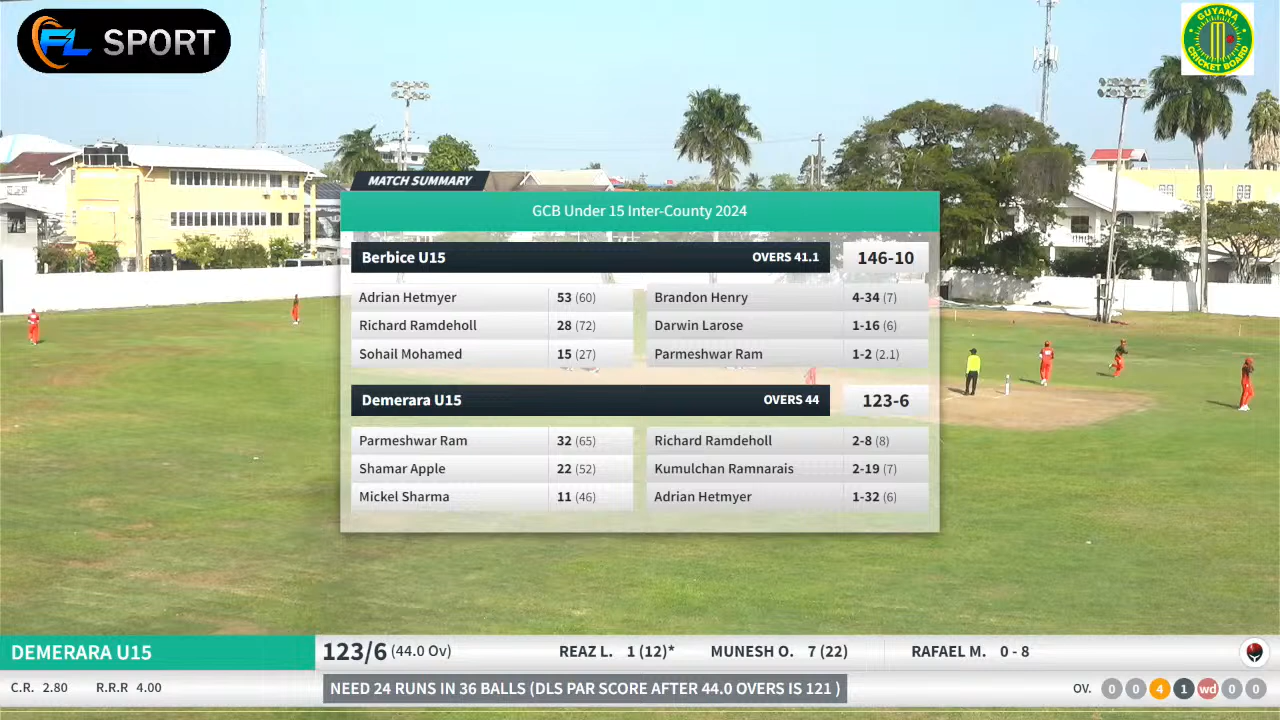 FL SPORT
GUYANA
CRICKET BOARD
MATCH SUMMARY
GCB Under 15 Inter-County 2024
Berbice U15 OVERS 41.1 146-10
Adrian Hetmyer 53 (60) Brandon Henry 4-34 (7)
Richard Ramdeholl 28 (72) Darwin Larose 1-16 (6)
Sohail Mohamed 15 (27) Parmeshwar Ram 1-2 (2.1)
Demerara U15 OVERS 44 123-6
Parmeshwar Ram 32 (65) Richard Ramdeholl 2-8 (8)
Shamar Apple 22 (52) Kumulchan Ramnarais 2-19 (7)
Mickel Sharma 11 (46) Adrian Hetmyer 1-32 (6)
DEMERARA U15 123/6 (44.0 Ov) REAZ L. 1 (12)* MUNESH O. 7 (22) RAFAEL M. 0 - 8
C.R. 2.80 R.R.R 4.00 NEED 24 RUNS IN 36 BALLS (DLS PAR SCORE AFTER 44.0 OVERS IS 121 ) OV. 0 0 4 1 wd 0 0